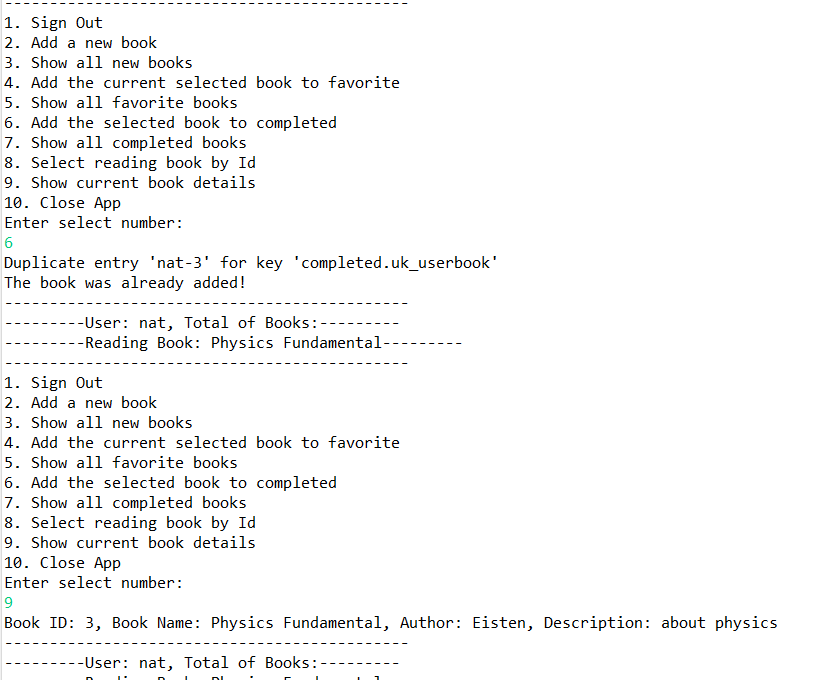 ---------------------------------------------
1. Sign Out
2. Add a new book
3. Show all new books
4. Add the current selected book to favorite
5. Show all favorite books
6. Add the selected book to completed
7. Show all completed books
8. Select reading book by Id
9. Show current book details
10. Close App
Enter select number:
6
Duplicate entry 'nat-3' for key 'completed.uk_userbook'
The book was already added!
---------------------------------------------
---------User: nat, Total of Books:---------
---------Reading Book: Physics Fundamental---------
---------------------------------------------
1. Sign Out
2. Add a new book
3. Show all new books
4. Add the current selected book to favorite
5. Show all favorite books
6. Add the selected book to completed
7. Show all completed books
8. Select reading book by Id
9. Show current book details
10. Close App
Enter select number:
9
Book ID: 3, Book Name: Physics Fundamental, Author: Eisten, Description: about physics
---------------------------------------------
---------User: nat, Total of Books:---------